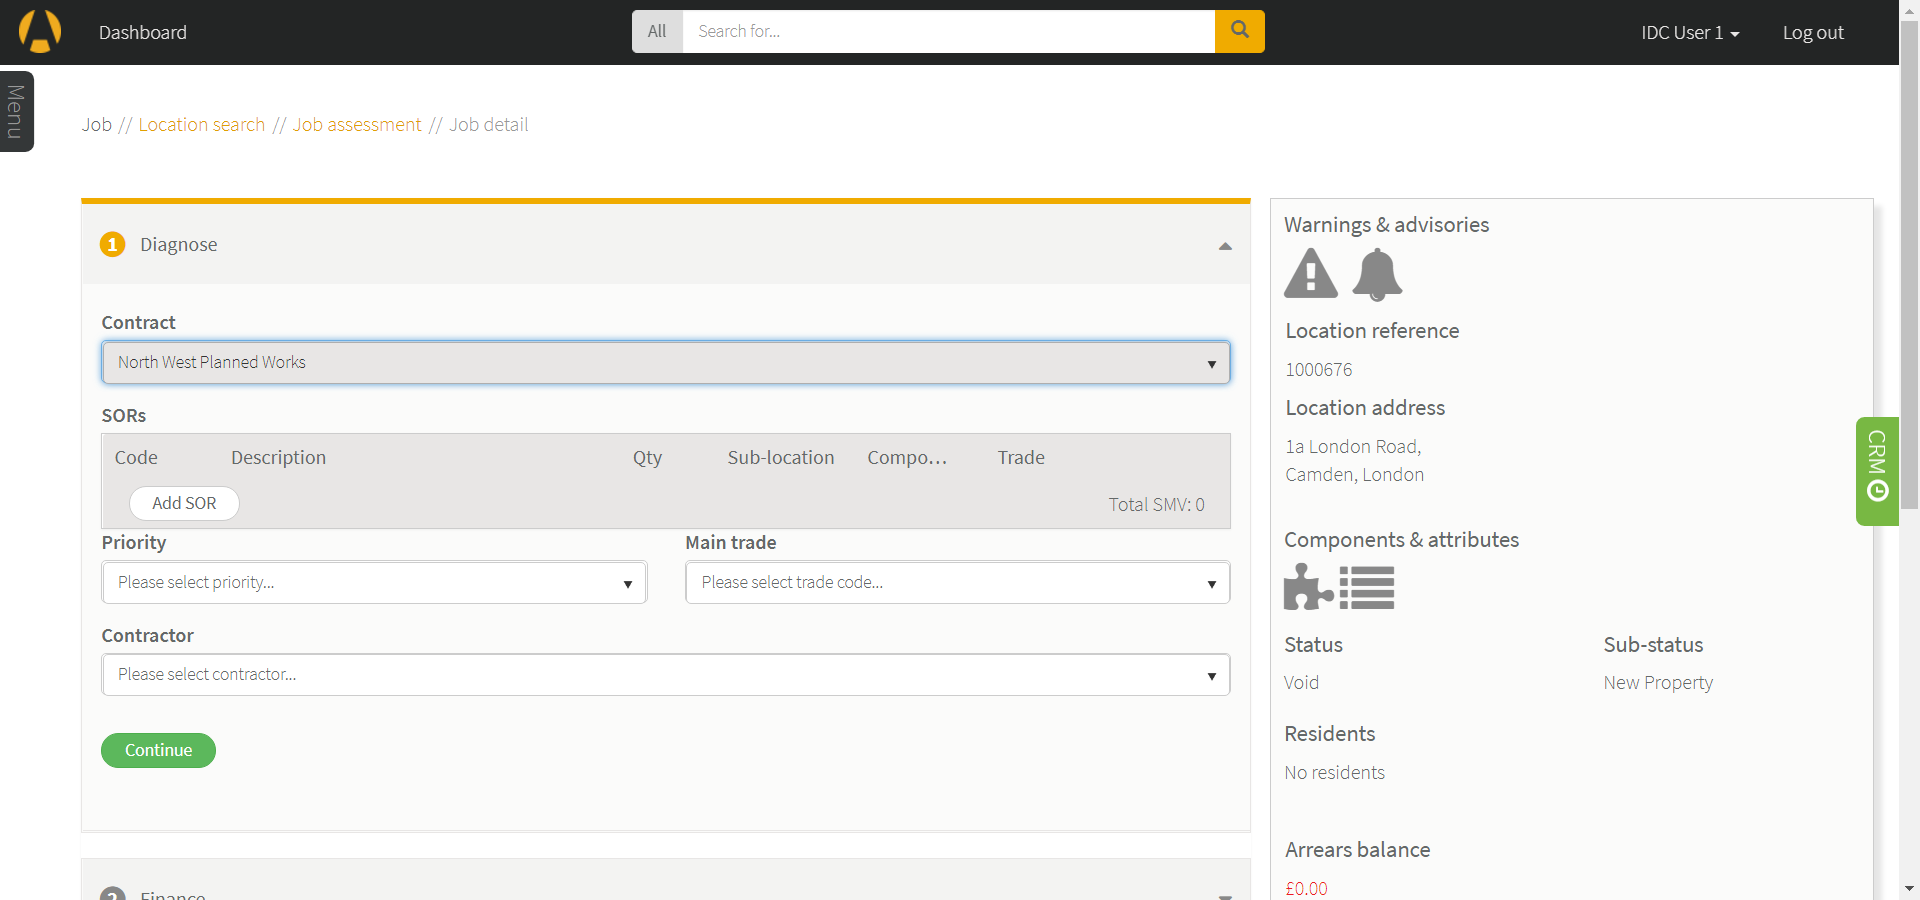 Dashboard
All
Search for...
IDC User 1
Log out
Menu
Job // Location search // Job assessment // Job detail
1 Diagnose
Contract
North West Planned Works
SORs
Code Description Qty Sub-location Compo... Trade
Add SOR
Total SMV: 0
Priority
Main trade
Please select priority...
Please select trade code...
Contractor
Please select contractor...
Continue
2 Finance
Warnings & advisories
Location reference
1000676
Location address
1a London Road,
Camden, London
Components & attributes
Status
Sub-status
Void
New Property
Residents
No residents
Arrears balance
£0.00
CRM